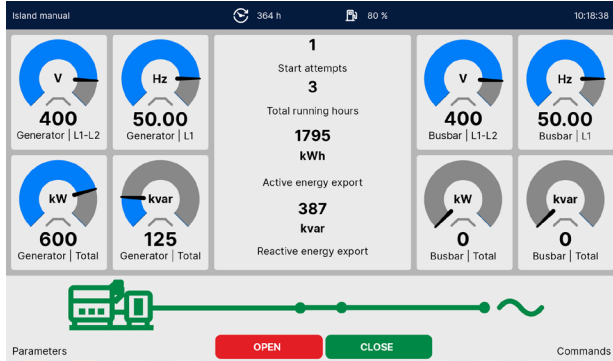 Island manual
364 h
80 %
10:18:38
V
400
Generator | L1-L2
Hz
50.00
Generator | L1
kW
600
Generator | Total
kvar
125
Generator | Total
1
Start attempts
3
Total running hours
1795
kWh
Active energy export
387
kvar
Reactive energy export
V
400
Busbar | L1-L2
Hz
50.00
Busbar | L1
kW
0
Busbar | Total
kvar
0
Busbar | Total
Parameters
OPEN
CLOSE
Commands